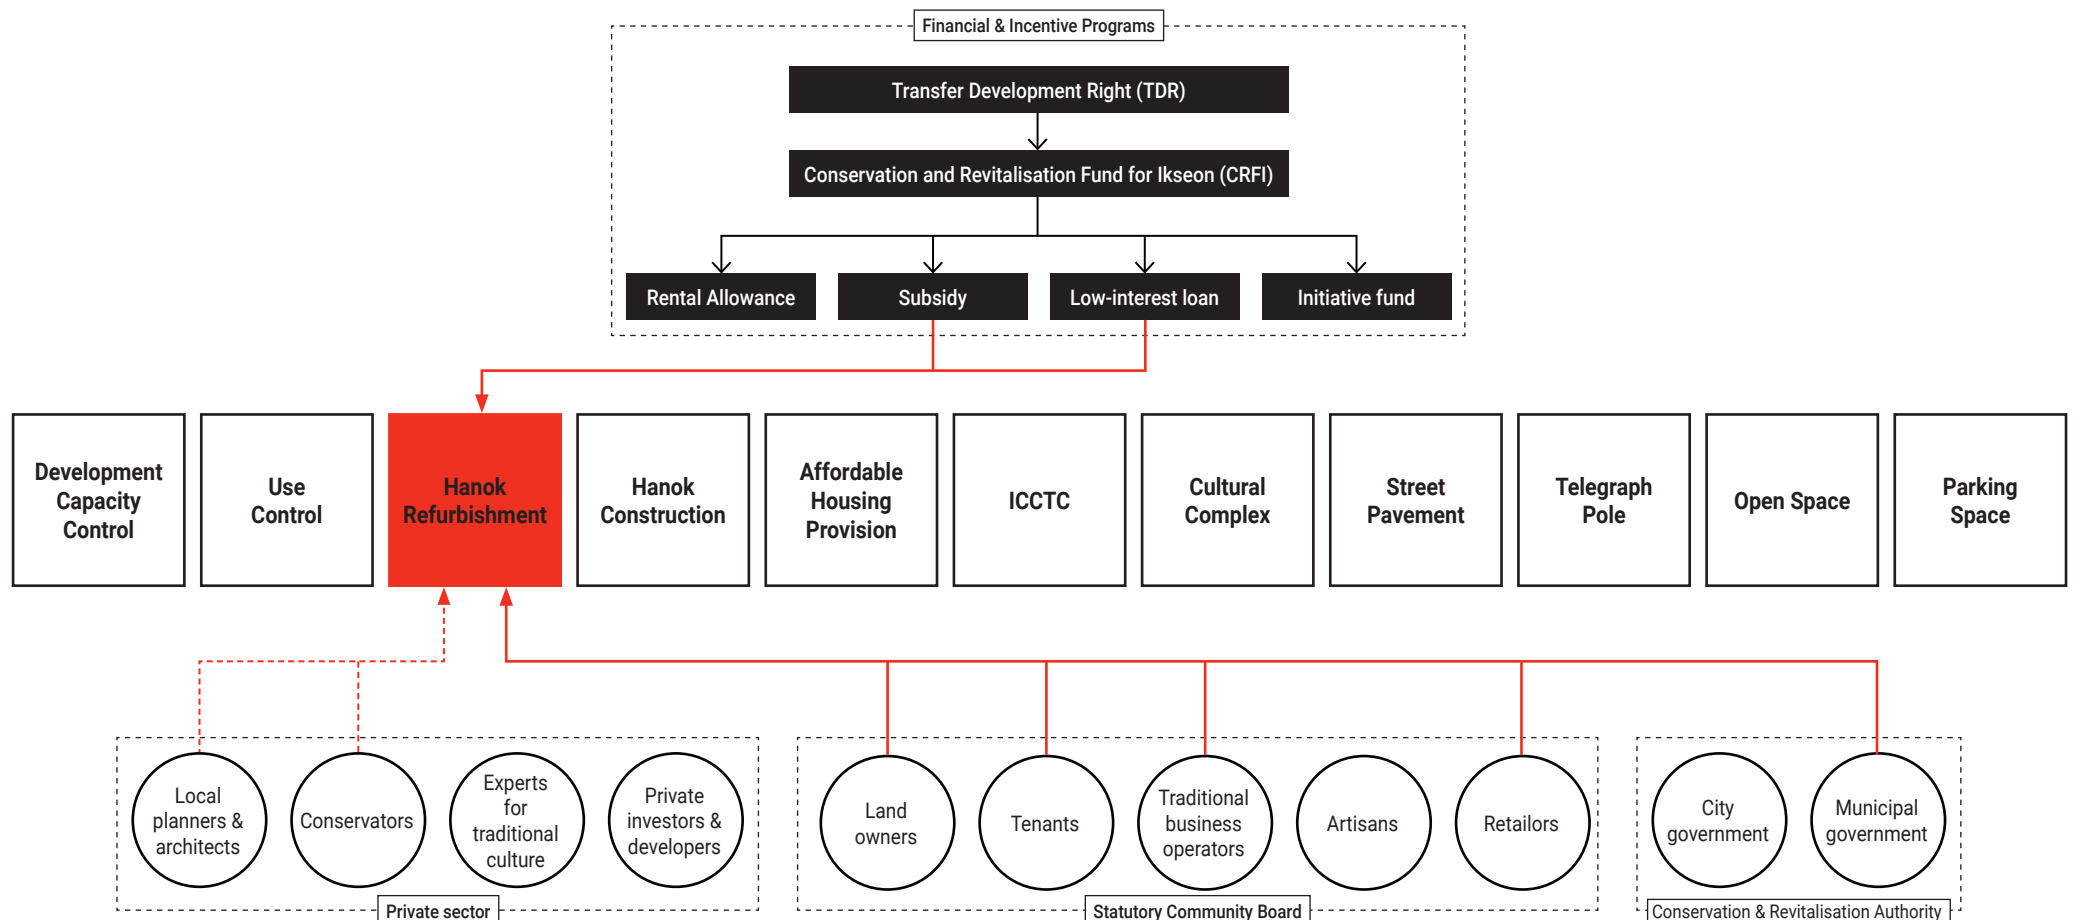 Financial & Incentive Programs
Transfer Development Right (TDR)
Conservation and Revitalisation Fund for Ikseon (CRFI)
Rental Allowance
Subsidy
Low-interest loan
Initiative fund
Development
Capacity
Control
Use
Control
Hanok
Refurbishment
Hanok
Construction
Affordable
Housing
Provision
ICCTC
Cultural
Complex
Street
Pavement
Telegraph
Pole
Open Space
Parking
Space
Local
planners &
architects
Conservators
Experts
for
traditional
culture
Private
investors &
developers
Land
owners
Tenants
Traditional
business
operators
Artisans
Retailors
City
government
Municipal
government
Private sector
Statutory Community Board
Conservation & Revitalisation Authority